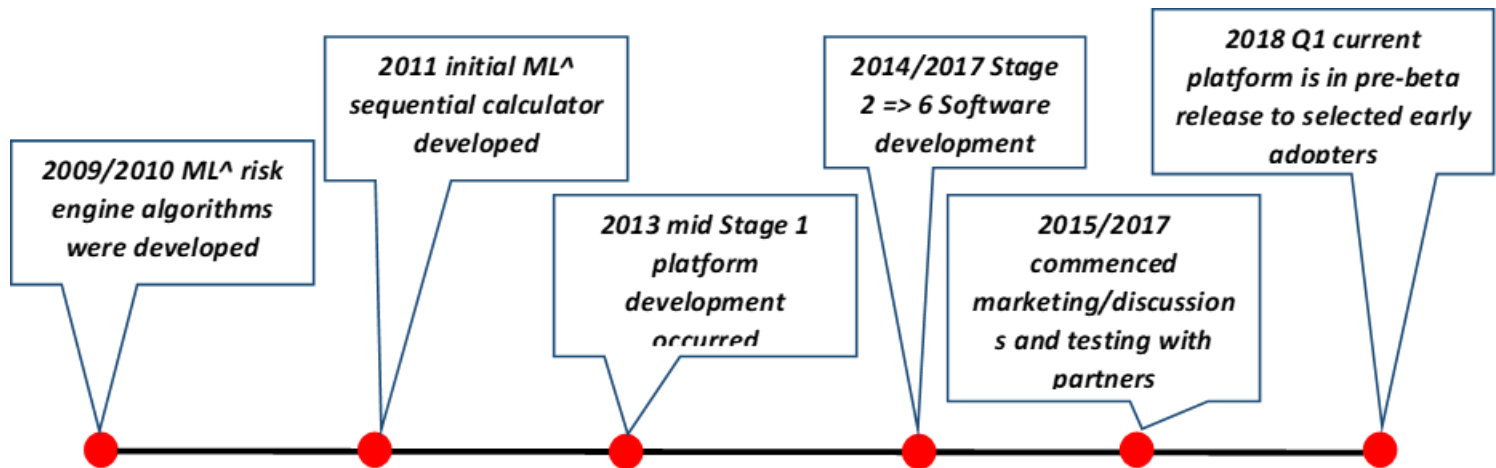 2009/2010 ML^ risk
engine algorithms
were developed
2011 initial ML^
sequential calculator
developed
2013 mid Stage 1
platform
development
occurred
2014/2017 Stage
2 => 6 Software
development
2015/2017
commenced
marketing/discussion
s and testing with
partners
2018 Q1 current
platform is in pre-beta
release to selected early
adopters